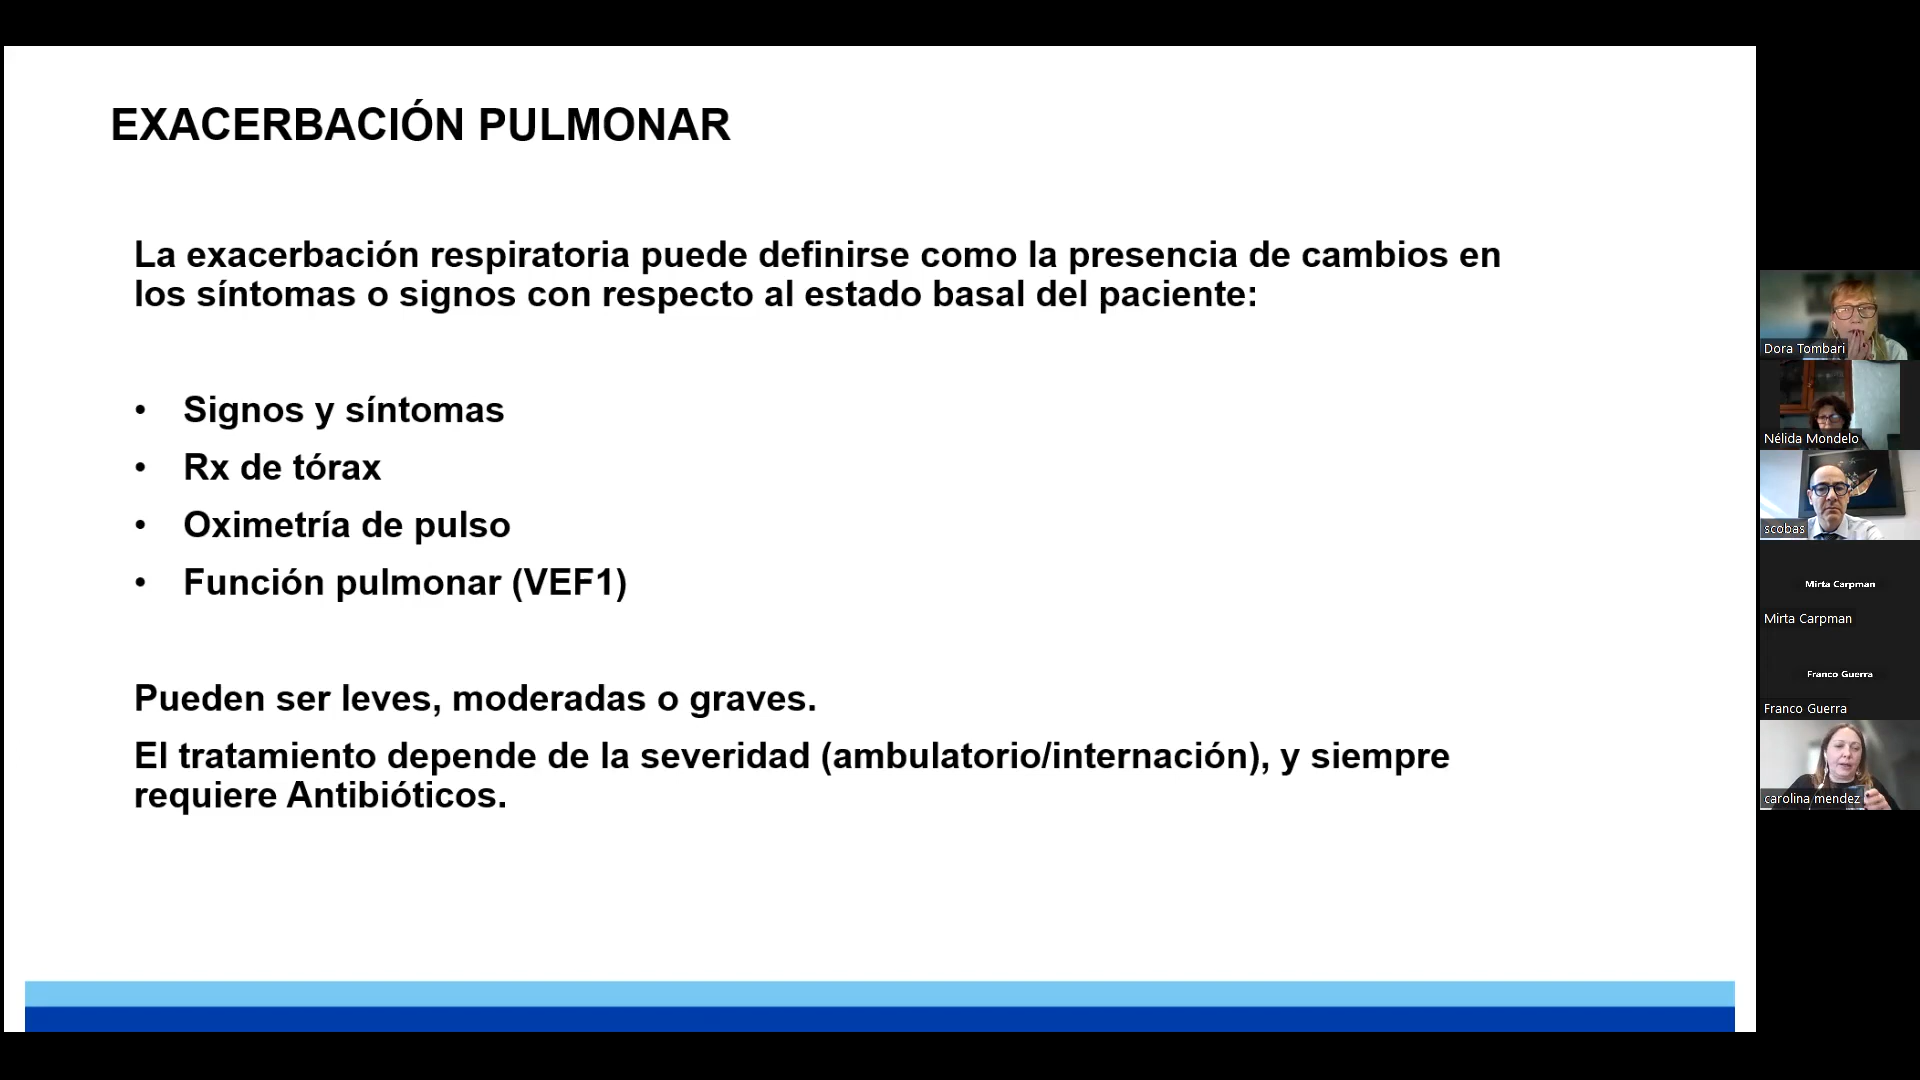 EXACERBACIÓN PULMONAR
La exacerbación respiratoria puede definirse como la presencia de cambios en
los síntomas o signos con respecto al estado basal del paciente:
• Signos y síntomas
• Rx de tórax
• Oximetría de pulso
• Función pulmonar (VEF1)
Pueden ser leves, moderadas o graves.
El tratamiento depende de la severidad (ambulatorio/internación), y siempre
requiere Antibióticos.
Dora Tombari
Nélida Mondelo
scobas
Mirta Carpman
Mirta Carpman
Franco Guerra
Franco Guerra
carolina mendez